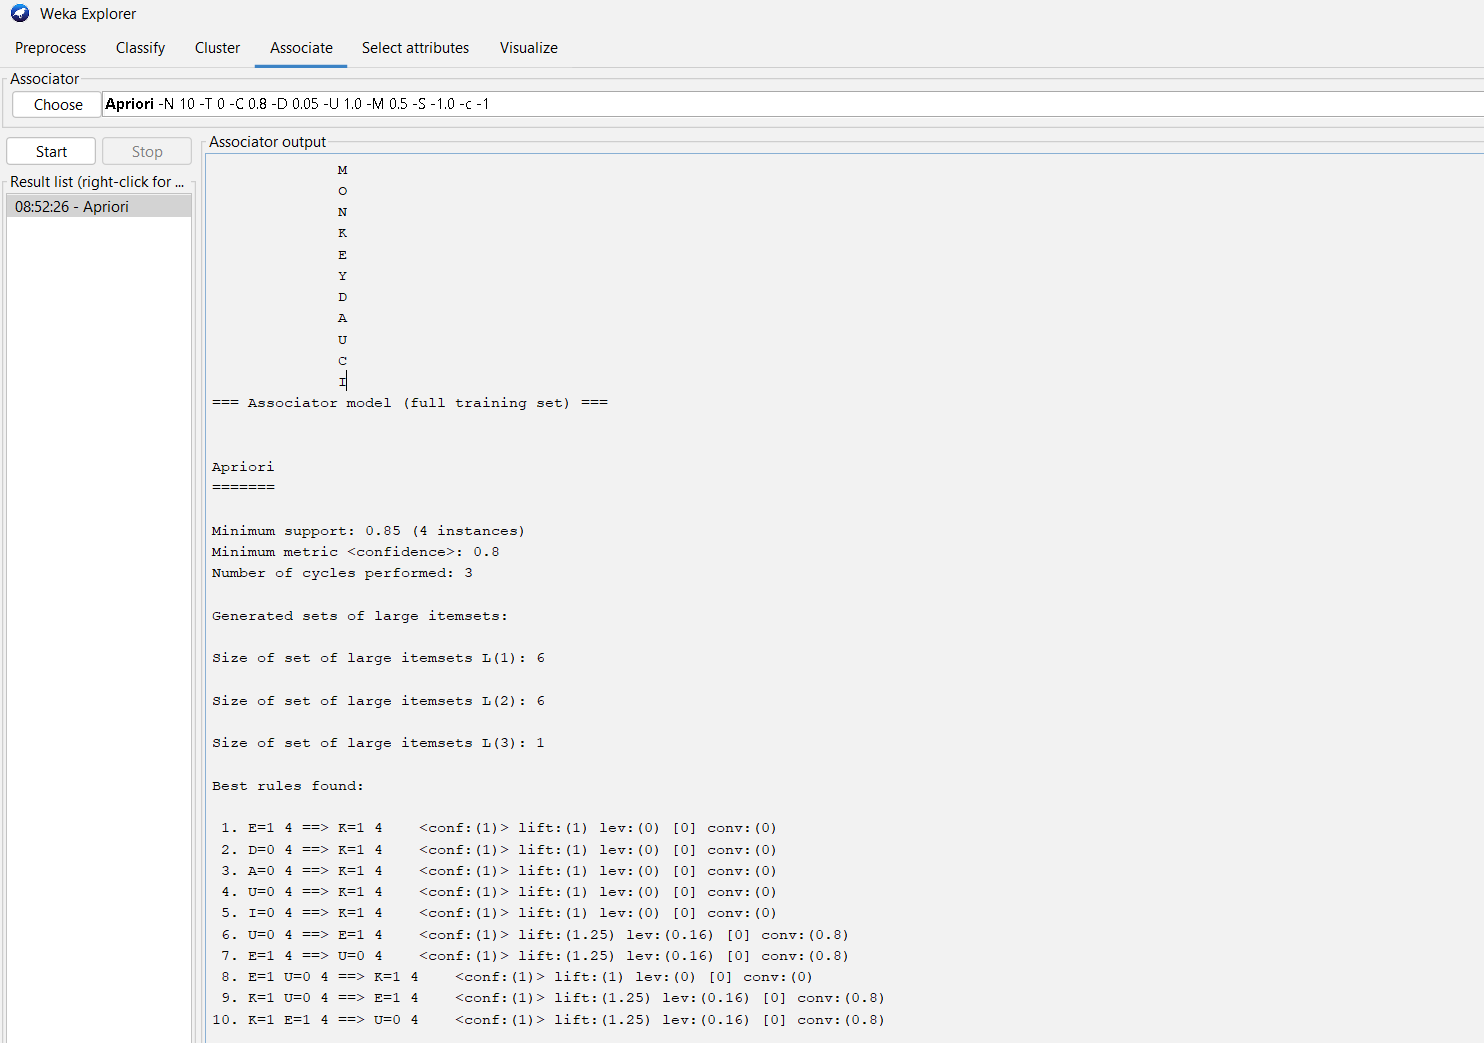 Weka Explorer
Preprocess Classify Cluster Associate Select attributes Visualize
Associator
Choose Apriori -N 10 -T 0 -C 0.8 -D 0.05 -U 1.0 -M 0.5 -S -1.0 -c -1
Start Stop
Result list (right-click for ...
08:52:26 - Apriori
Associator output
M
O
N
K
E
Y
D
A
U
C
I
=== Associator model (full training set) ===
Apriori
=======
Minimum support: 0.85 (4 instances)
Minimum metric <confidence>: 0.8
Number of cycles performed: 3
Generated sets of large itemsets:
Size of set of large itemsets L(1): 6
Size of set of large itemsets L(2): 6
Size of set of large itemsets L(3): 1
Best rules found:
1. E=1 4 ==> K=1 4 <conf:(1)> lift:(1) lev:(0) [0] conv:(0)
2. D=0 4 ==> K=1 4 <conf:(1)> lift:(1) lev:(0) [0] conv:(0)
3. A=0 4 ==> K=1 4 <conf:(1)> lift:(1) lev:(0) [0] conv:(0)
4. U=0 4 ==> K=1 4 <conf:(1)> lift:(1) lev:(0) [0] conv:(0)
5. I=0 4 ==> K=1 4 <conf:(1)> lift:(1) lev:(0) [0] conv:(0)
6. U=0 4 ==> E=1 4 <conf:(1)> lift:(1.25) lev:(0.16) [0] conv:(0.8)
7. E=1 4 ==> U=0 4 <conf:(1)> lift:(1.25) lev:(0.16) [0] conv:(0.8)
8. E=1 U=0 4 ==> K=1 4 <conf:(1)> lift:(1) lev:(0) [0] conv:(0)
9. K=1 U=0 4 ==> E=1 4 <conf:(1)> lift:(1.25) lev:(0.16) [0] conv:(0.8)
10. K=1 E=1 4 ==> U=0 4 <conf:(1)> lift:(1.25) lev:(0.16) [0] conv:(0.8)